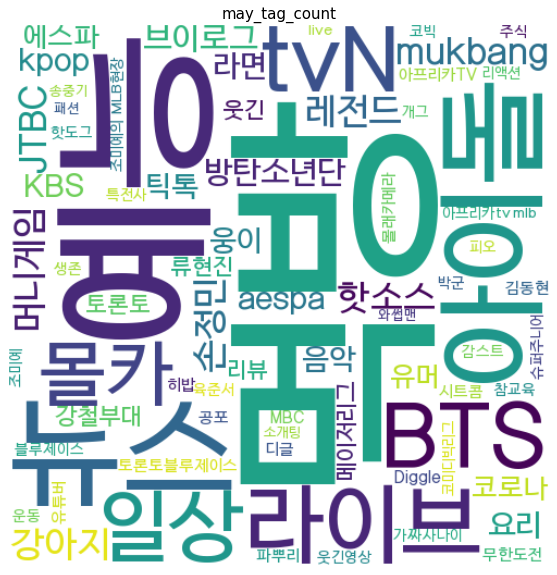 may_tag_count
에스파
브이로그
tvN
live
코빅
주식
송중기
kpop
라면
mukbang
패션
조미예의 MLB현장
예능
웃긴
레전드
아프리카TV
리액션
핫도그
개그
JTBC
KBS
틱톡
방탄소년단
특전사
먹방
몰래카메라
아이돌
아프리카tv
mlb
머니게임
웅이
류현진
생존
토론토
손정민
aespa
핫소스
와썹맨
피오
박군
김동현
조미예
몰카
히밥
리뷰
음악
감스트
슈퍼주니어
육준서
유머
시트콤
참교육
뉴스
강철부대
공포
MBC
소개팅
메이저리그
BTS
블루제이스
토론토블루제이스
디글
Diggle
코미디빅리그
코로나
운동
유튜버
일상
라이브
요리
강아지
파뿌리
웃긴영상
가짜사나이
무한도전